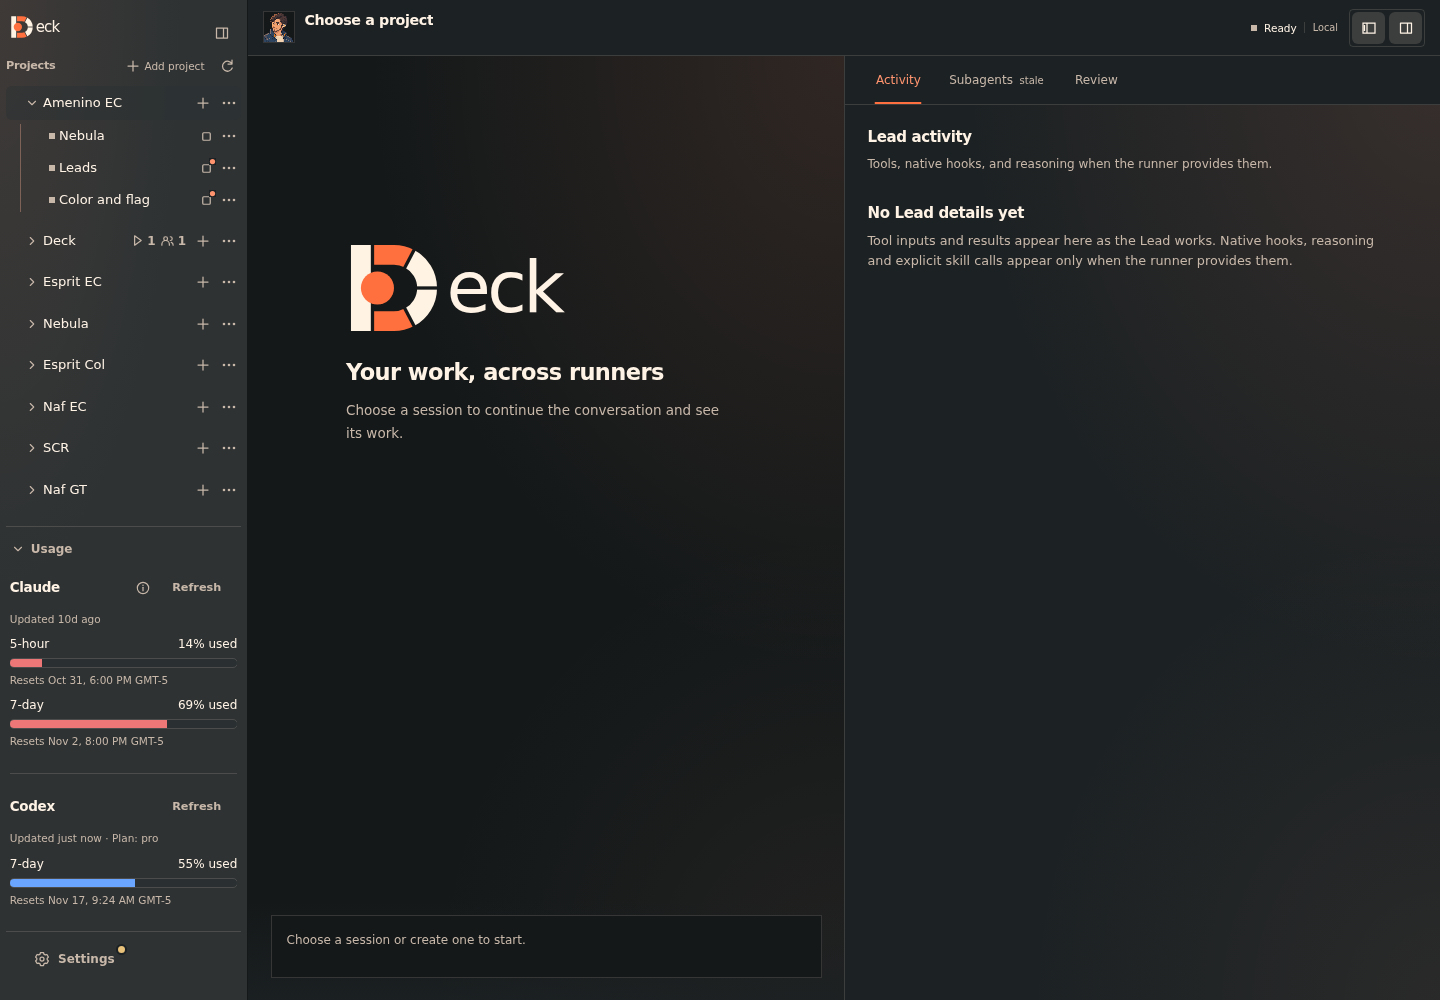 Deck
Projects
Add project
Amenino EC
Nebula
Leads
Color and flag
Deck 1 1
Esprit EC
Nebula
Esprit Col
Naf EC
SCR
Naf GT
Usage
Claude Refresh
Updated 10d ago
5-hour 14% used
Resets Oct 31, 6:00 PM GMT-5
7-day 69% used
Resets Nov 2, 8:00 PM GMT-5
Codex Refresh
Updated just now · Plan: pro
7-day 55% used
Resets Nov 17, 9:24 AM GMT-5
Settings
Choose a project
Ready Local
Deck
Your work, across runners
Choose a session to continue the conversation and see
its work.
Choose a session or create one to start.
Activity Subagents stale Review
Lead activity
Tools, native hooks, and reasoning when the runner provides them.
No Lead details yet
Tool inputs and results appear here as the Lead works. Native hooks, reasoning
and explicit skill calls appear only when the runner provides them.